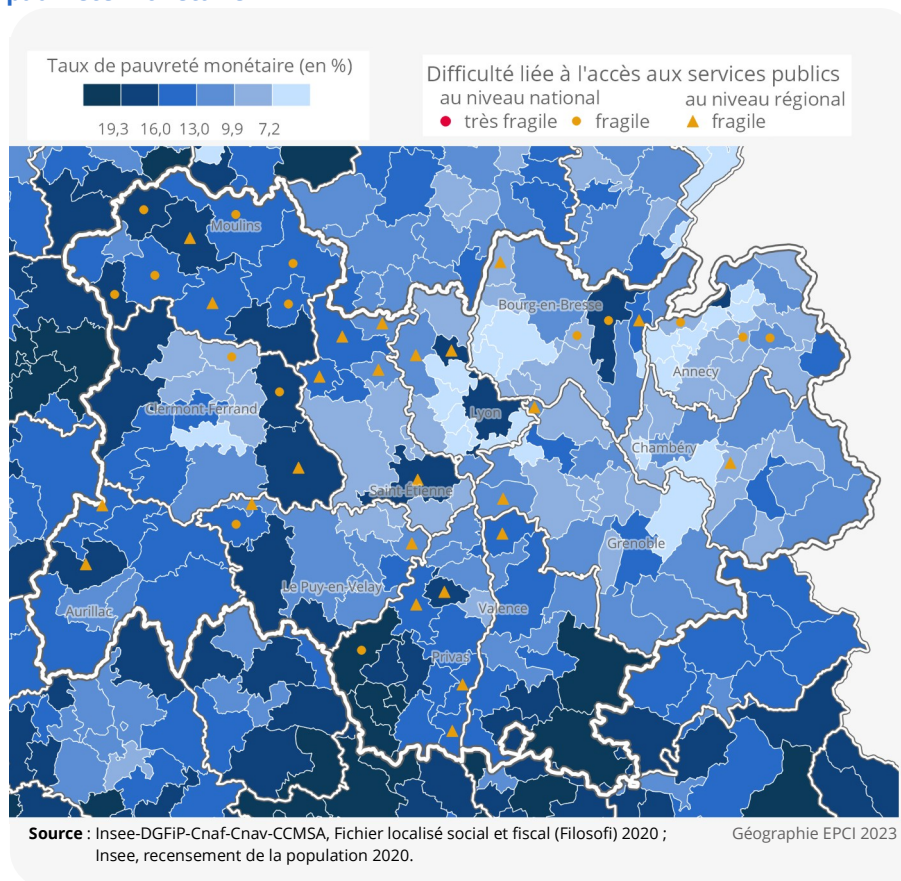 Taux de pauvreté monétaire (en %)
19,3 16,0 13,0 9,9 7,2
Difficulté liée à l'accès aux services publics
au niveau national
au niveau régional
très fragile
fragile
fragile
Moulins
Bourg-en-Bresse
Annecy
Clermont-Ferrand
Lyon
Chambéry
Saint-Étienne
Grenoble
Le Puy-en-Velay
Valence
Aurillac
Privas
Source : Insee-DGFiP-Cnaf-Cnav-CCMSA, Fichier localisé social et fiscal (Filosofi) 2020 ;
Insee, recensement de la population 2020.
Géographie EPCI 2023